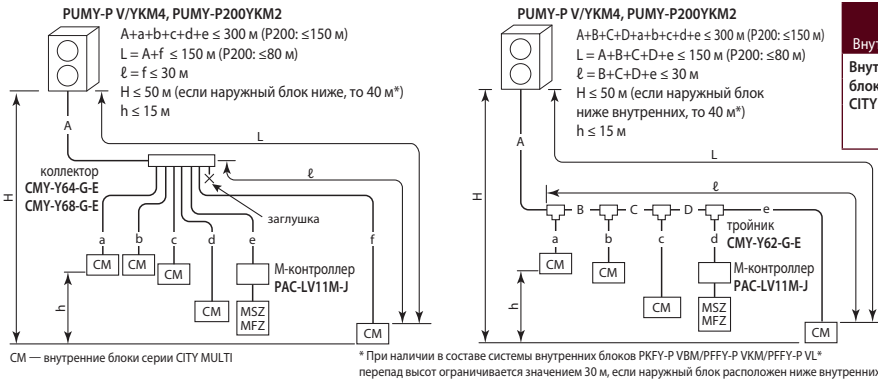 PUMY-P V/YKM4, PUMY-P200YKM2
A+a+b+c+d+e ≤ 300 м (P200: ≤150 м)
L = A+f ≤ 150 м (P200: ≤80 м)
ℓ = f ≤ 30 м
H ≤ 50 м (если наружный блок ниже, то 40 м*)
h ≤ 15 м
A
L
H
коллектор
CMY-Y64-G-E
CMY-Y68-G-E
ℓ
заглушка
a
b
c
d
e
f
CM
CM
CM
М-контроллер
PAC-LV11M-J
h
CM
MSZ
MFZ
CM
CM — внутренние блоки серии CITY MULTI
PUMY-P V/YKM4, PUMY-P200YKM2
A+B+C+D+a+b+c+d+e ≤ 300 м (P200: ≤150 м)
L = A+B+C+D+e ≤ 150 м (P200: ≤80 м)
ℓ = B+C+D+e ≤ 30 м
H ≤ 50 м (если наружный блок
ниже внутренних, то 40 м*)
h ≤ 15 м
A
L
H
ℓ
B
C
D
e
тройник
CMY-Y62-G-E
a
b
c
d
CM
CM
М-контроллер
PAC-LV11M-J
h
CM
MSZ
MFZ
CM
* При наличии в составе системы внутренних блоков PKFY-P VBM/PFFY-P VKM/PFFY-P VL*
перепад высот ограничивается значением 30 м, если наружный блок расположен ниже внутренних
Внут
Внут
блок
CITY